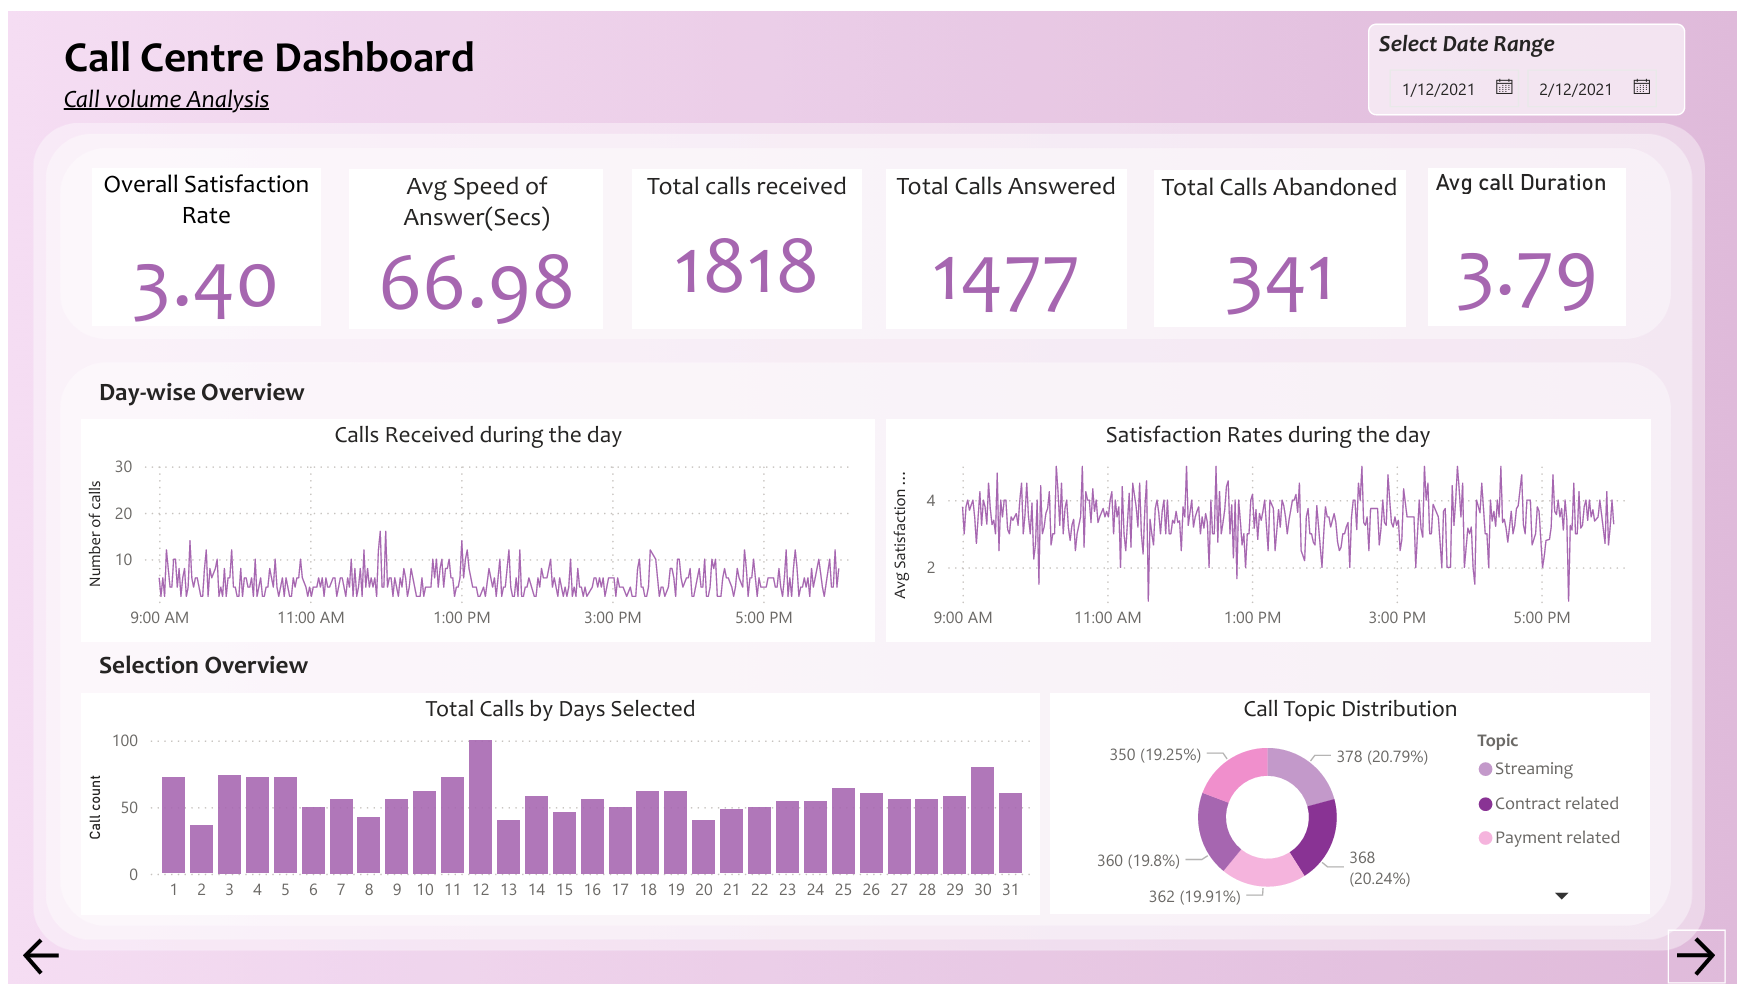 Call Centre Dashboard
Call volume Analysis
Select Date Range
1/12/2021 2/12/2021
Overall Satisfaction
Rate
3.40
Avg Speed of
Answer(Secs)
66.98
Total calls received
1818
Total Calls Answered
1477
Total Calls Abandoned
341
Avg call Duration
3.79
Day-wise Overview
Calls Received during the day
Number of calls
30
20
10
9:00 AM 11:00 AM 1:00 PM 3:00 PM 5:00 PM
Satisfaction Rates during the day
Avg Satisfaction ...
4
2
9:00 AM 11:00 AM 1:00 PM 3:00 PM 5:00 PM
Selection Overview
Total Calls by Days Selected
Call count
100
50
0
1 2 3 4 5 6 7 8 9 10 11 12 13 14 15 16 17 18 19 20 21 22 23 24 25 26 27 28 29 30 31
Call Topic Distribution
350 (19.25%)
378 (20.79%)
360 (19.8%)
368
(20.24%)
362 (19.91%)
Topic
Streaming
Contract related
Payment related